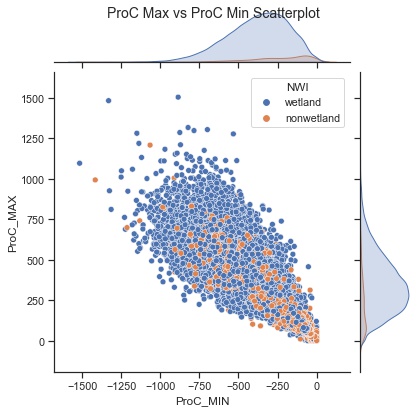 ProC Max vs ProC Min Scatterplot
NWI
wetland
nonwetland
1500
1250
1000
750
500
250
0
ProC_MAX
−1500 −1250 −1000 −750 −500 −250 0
ProC_MIN